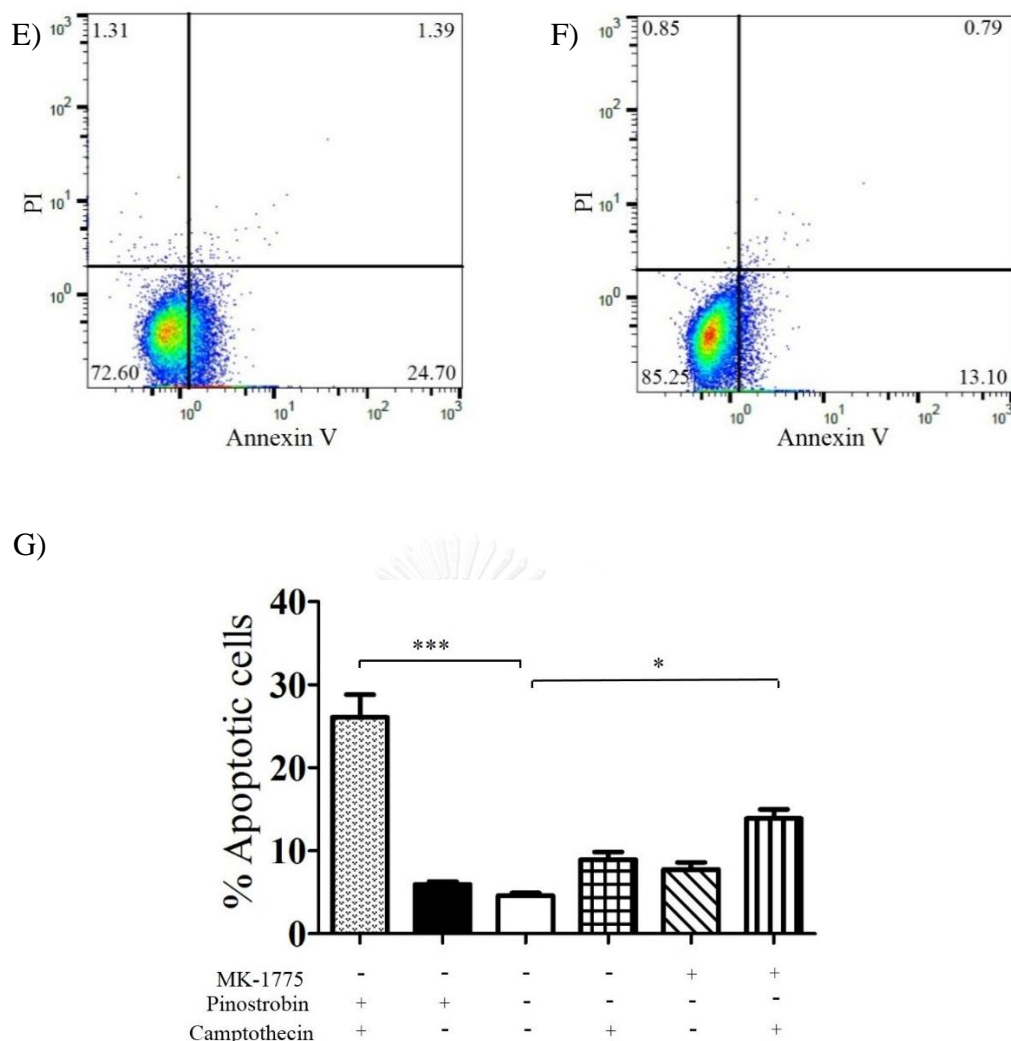 E)
F)
10³ 1.31 1.39
10²
10¹
PI
10⁰
72.60 24.70
10⁰ 10¹ 10² 10³
Annexin V
10³ 0.85 0.79
10²
10¹
PI
10⁰
85.25 13.10
10⁰ 10¹ 10² 10³
Annexin V
G)
% Apoptotic cells
40
30
20
10
0
***
*
MK-1775 - - - - + +
Pinostrobin + + - - - -
Camptothecin + - - + - +